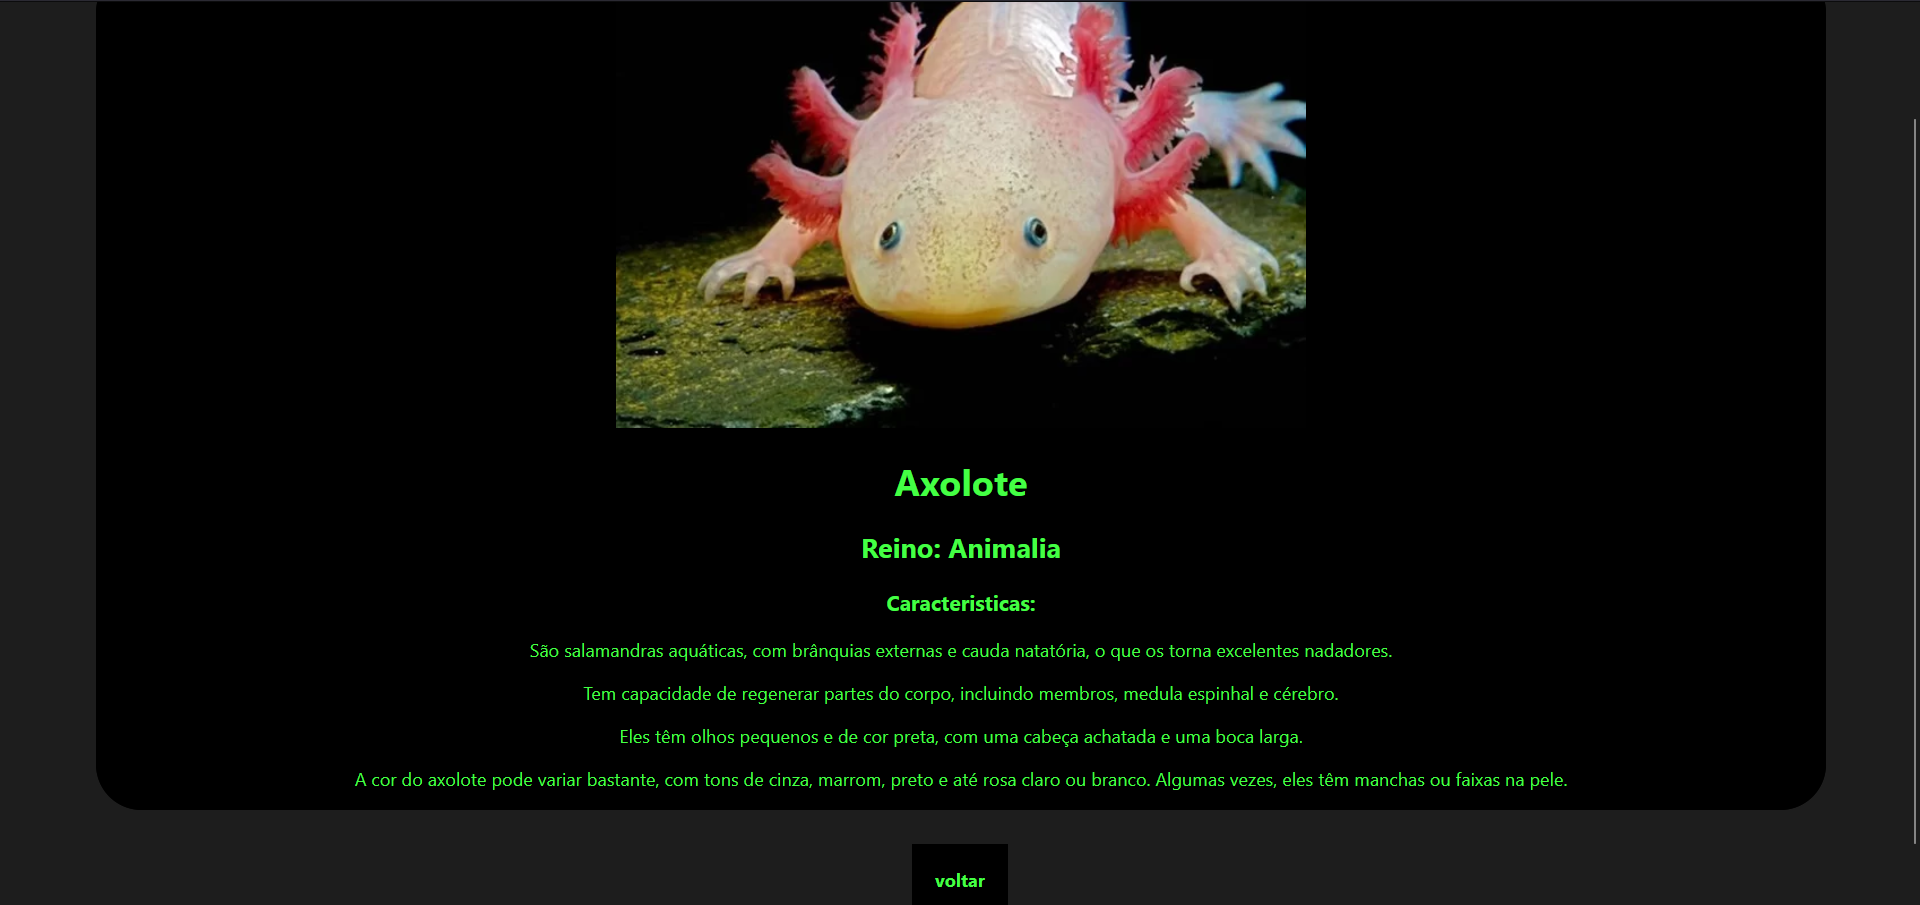 Axolote
Reino: Animalia
Caracteristicas:
São salamandras aquáticas, com brânquias externas e cauda natatória, o que os torna excelentes nadadores.
Tem capacidade de regenerar partes do corpo, incluindo membros, medula espinhal e cérebro.
Eles têm olhos pequenos e de cor preta, com uma cabeça achatada e uma boca larga.
A cor do axolote pode variar bastante, com tons de cinza, marrom, preto e até rosa claro ou branco. Algumas vezes, eles têm manchas ou faixas na pele.
voltar